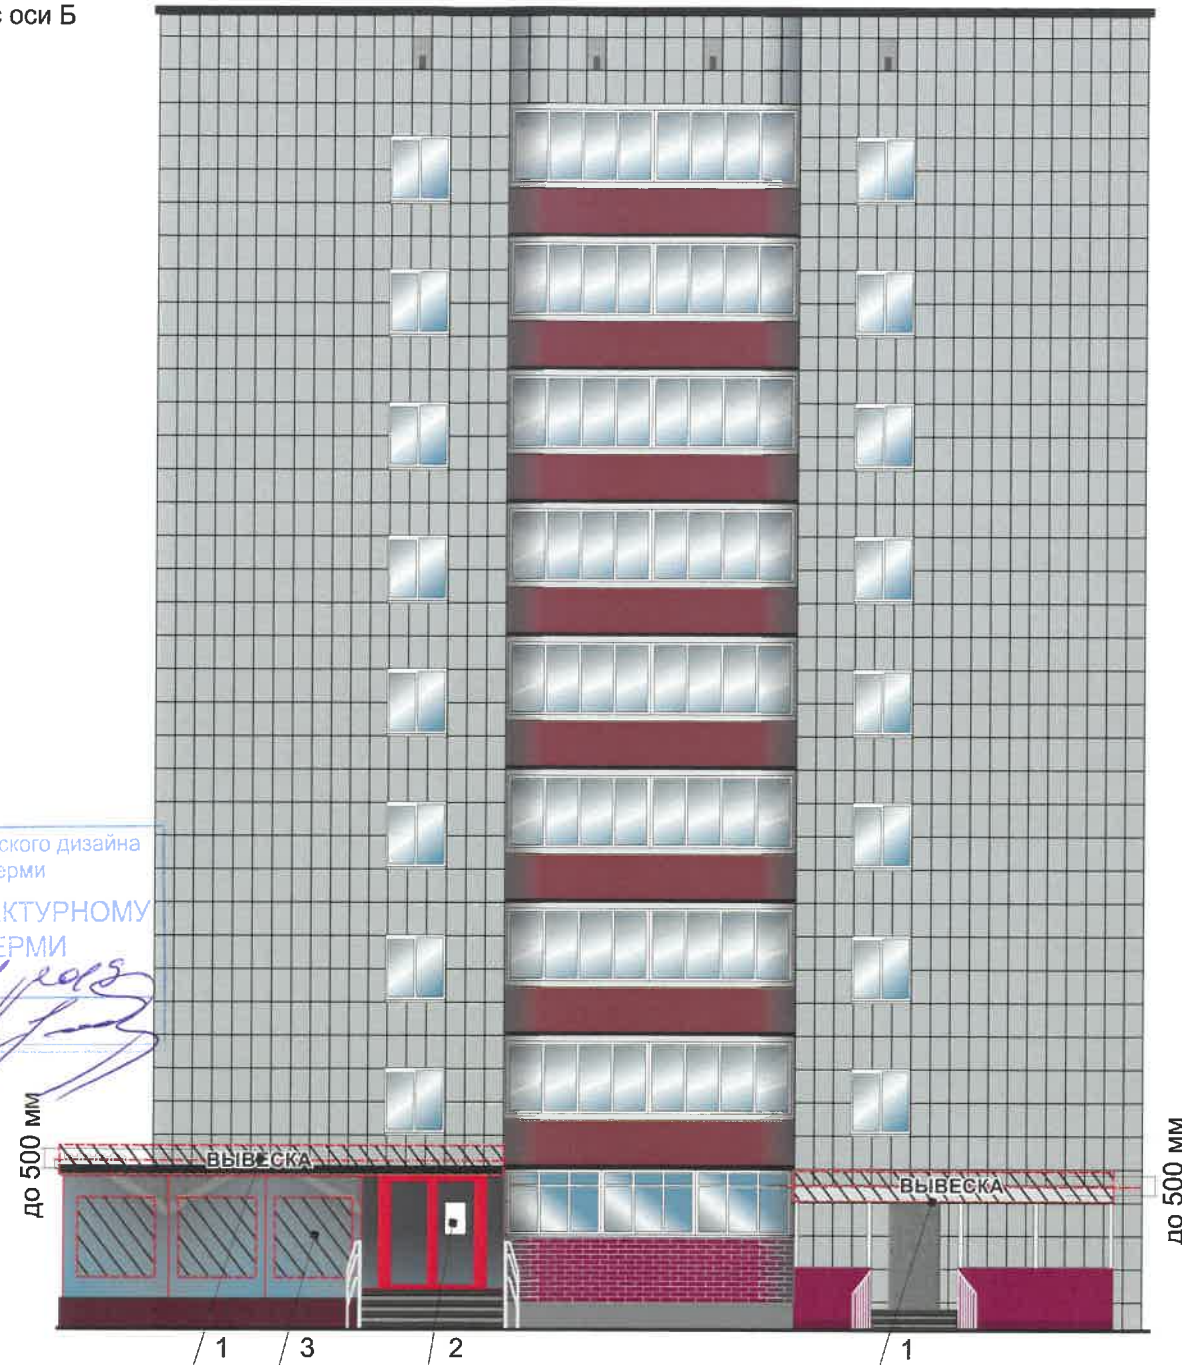 с оси Б
ского дизайна
ерми
КТУРНОМУ
ЕРМИ
до 500 мм
ВЫВЕСКА
ВЫВЕСКА
до 500 мм
1 3 2 1